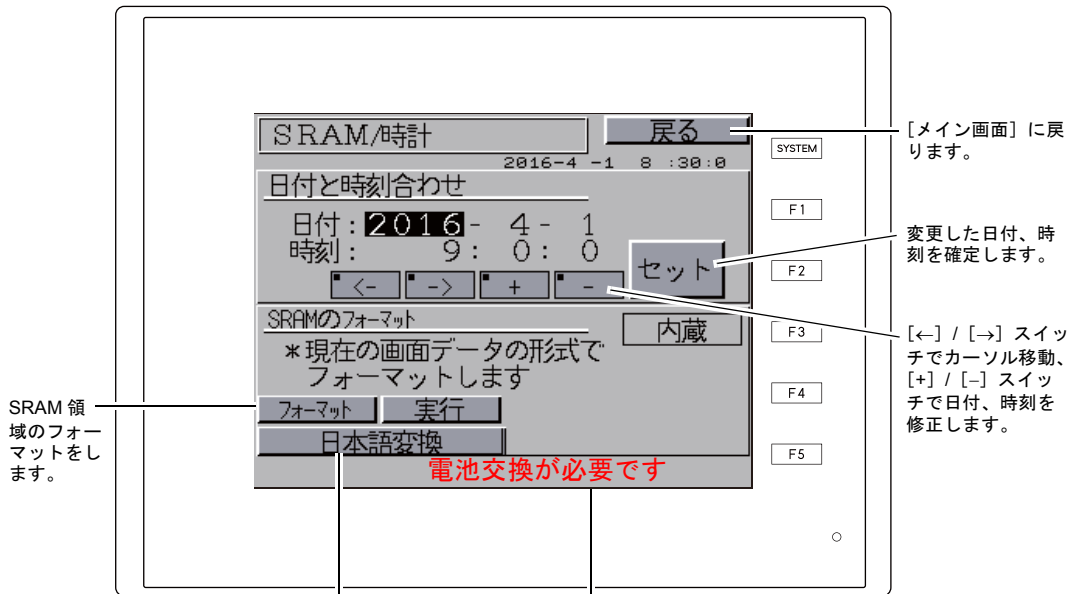 SRAM/時計
戻る
2016-4 -1 8 :30:0
日付と時刻合わせ
日付：2016- 4- 1
時刻： 9: 0: 0
<- -> + -
セット
SRAMのフォーマット
内蔵
*現在の画面データの形式で
フォーマットします
フォーマット 実行
日本語変換
電池交換が必要です
SYSTEM
F1
F2
F3
F4
F5
SRAM 領
域のフォー
マットをし
ます。
［メイン画面］に戻
ります。
変更した日付、時
刻を確定します。
［←］/［→］スイッ
チでカーソル移動、
［+］/［−］スイッ
チで日付、時刻を
修正します。